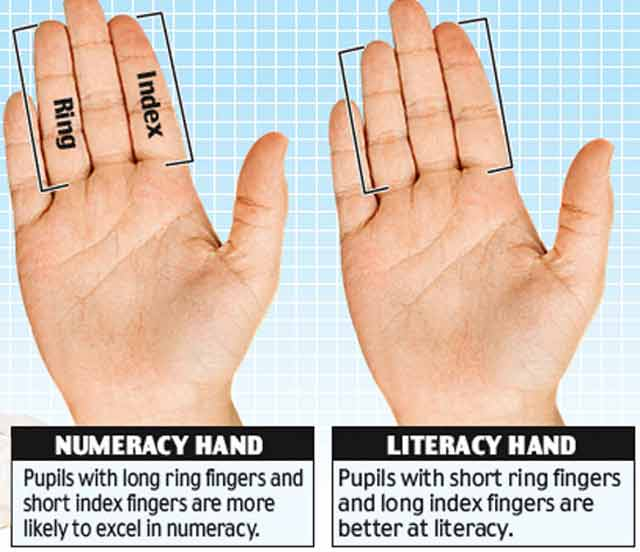 Ring
Index
NUMERACY HAND
Pupils with long ring fingers and
short index fingers are more
likely to excel in numeracy.
LITERACY HAND
Pupils with short ring fingers
and long index fingers are
better at literacy.